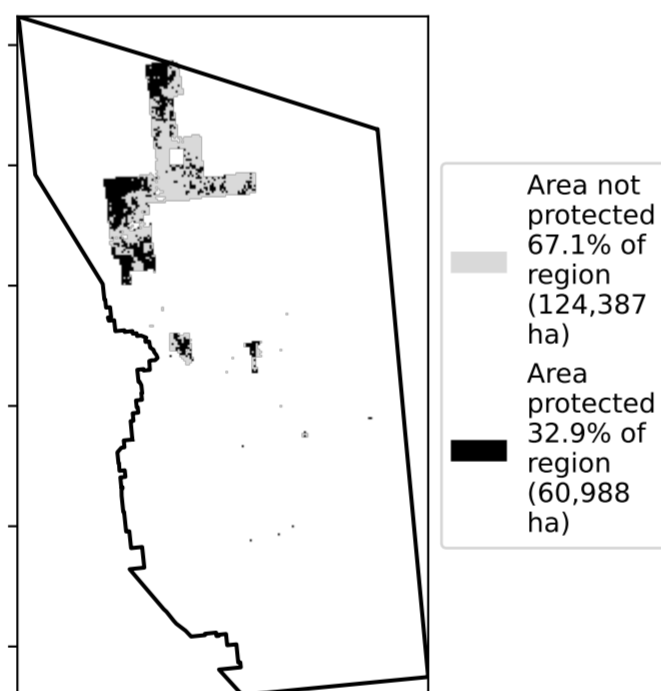 Area not
protected
67.1% of
region
(124,387
ha)
Area
protected
32.9% of
region
(60,988
ha)